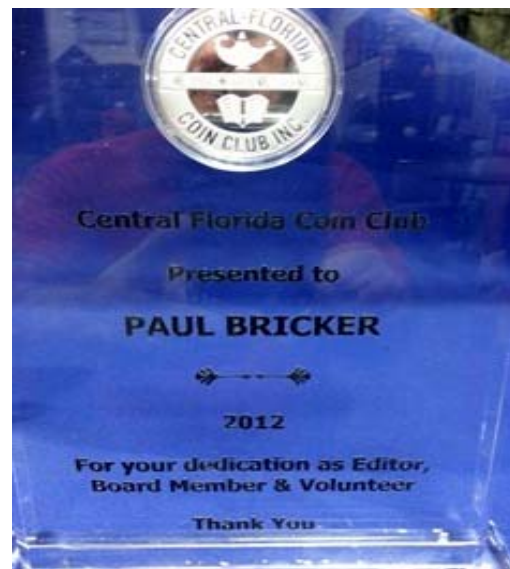 CENTRAL-FLORIDA
COIN CLUB INC.
Central Florida Coin Club
Presented to
PAUL BRICKER
2012
For your dedication as Editor,
Board Member & Volunteer
Thank You